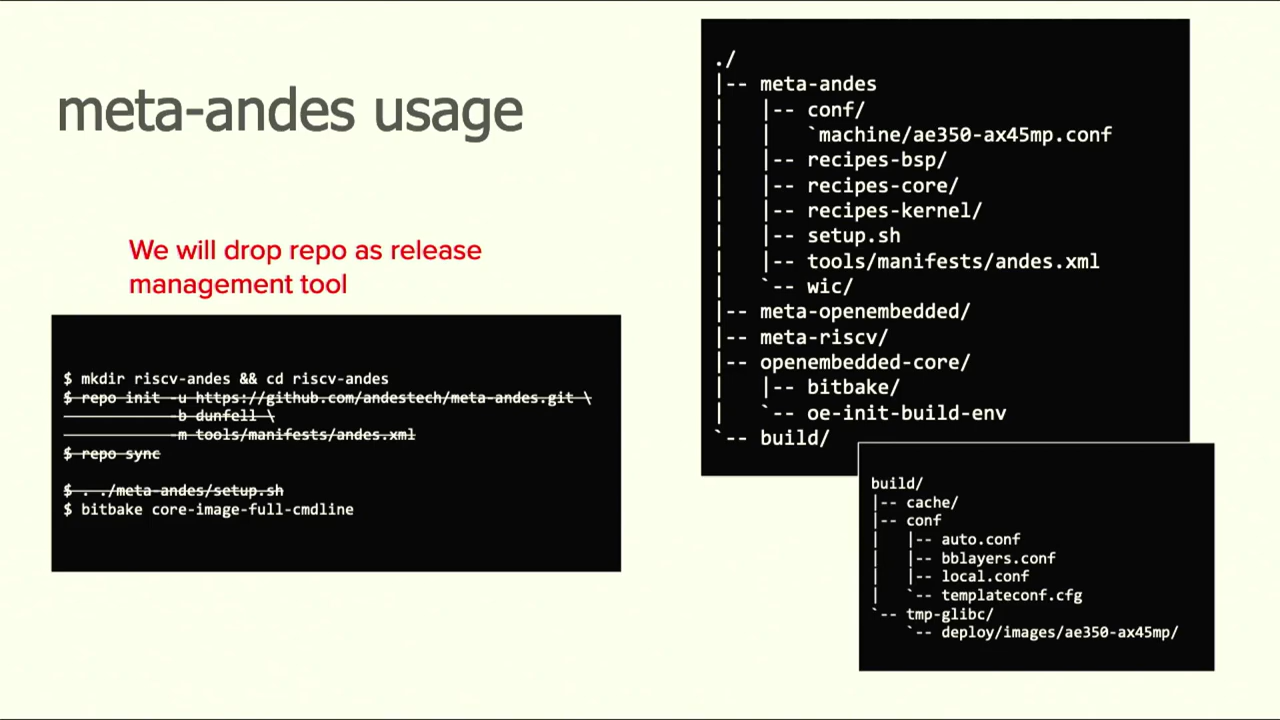 meta-andes usage
We will drop repo as release
management tool
$ mkdir riscv-andes && cd riscv-andes
$ repo init -u https://github.com/andestech/meta-andes.git \
-b dunfell \
-m tools/manifests/andes.xml
$ repo sync
$ . ./meta-andes/setup.sh
$ bitbake core-image-full-cmdline
./
|-- meta-andes
|   |-- conf/
|   |   `machine/ae350-ax45mp.conf
|   |-- recipes-bsp/
|   |-- recipes-core/
|   |-- recipes-kernel/
|   |-- setup.sh
|   |-- tools/manifests/andes.xml
|   `-- wic/
|-- meta-openembedded/
|-- meta-riscv/
|-- openembedded-core/
|   |-- bitbake/
|   `-- oe-init-build-env
`-- build/
build/
|-- cache/
|-- conf
|   |-- auto.conf
|   |-- bblayers.conf
|   |-- local.conf
|   `-- templateconf.cfg
`-- tmp-glibc/
    `-- deploy/images/ae350-ax45mp/